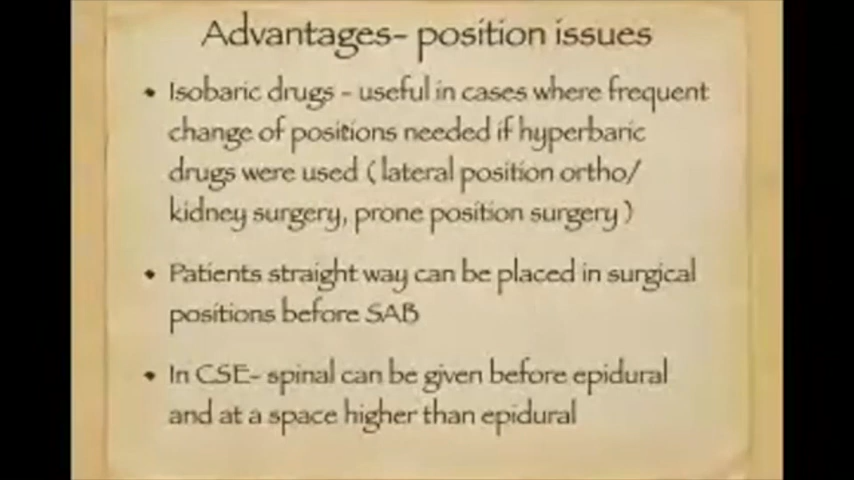 Advantages- position issues
• Isobaric drugs - useful in cases where frequent
change of positions needed if hyperbaric
drugs were used ( lateral position ortho/
kidney surgery, prone position surgery )
• Patients straight way can be placed in surgical
positions before SAB
• In CSE- spinal can be given before epidural
and at a space higher than epidural